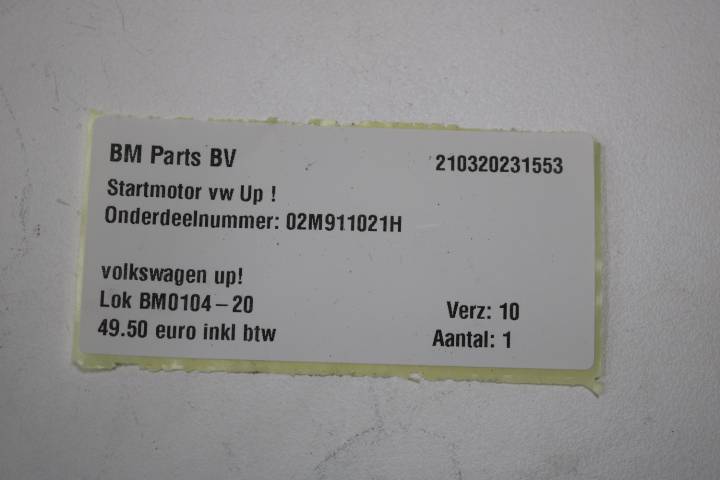 BM Parts BV 210320231553
Startmotor vw Up !
Onderdeelnummer: 02M911021H
volkswagen up!
Lok BM0104-20 Verz: 10
49.50 euro inkl btw Aantal: 1